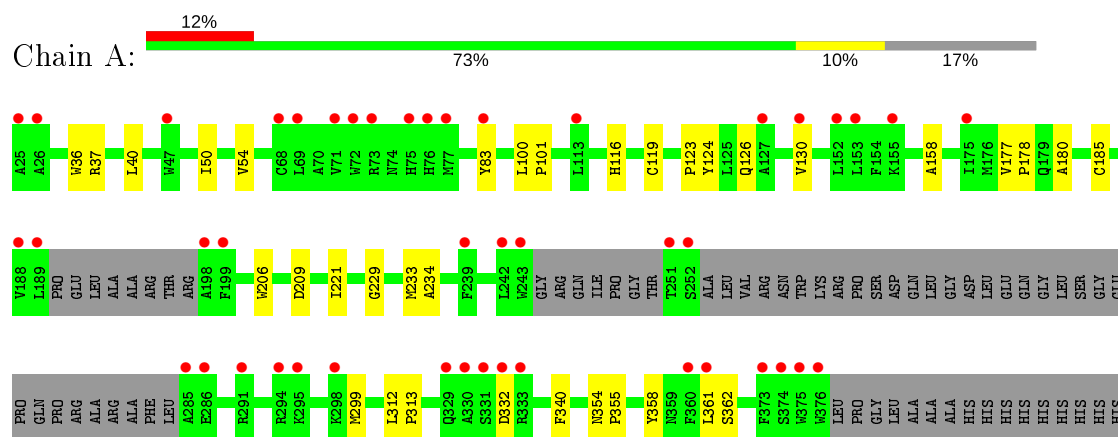 12%
Chain A:
73% 10% 17%
A25 A26 W36 R37 L40 W47 I50 V54 C68 L69 A70 V71 W72 R73 N74 H75 H76 M77 Y83 L100 P101 L113 H116 C119 P123 Y124 L125 Q126 A127 V130 L152 L153 F154 K155 A158 I175 M176 V177 P178 Q179 A180 C185
V188 L189 PRO GLU LEU ALA ALA ARG THR ARG A198 F199 W206 D209 I221 G229 M233 A234 F239 L242 W243 GLY ARG GLN ILE PRO GLY THR T251 S252 ALA LEU VAL ARG ASN TRP LYS ARG PRO SER ASP GLN LEU GLY ASP LEU GLU GLN GLY LEU SER GLY GLU
PRO GLN PRO ARG ALA ARG ALA PHE LEU A285 E286 R291 R294 K295 K298 M299 L312 P313 Q329 A330 S331 D332 R333 F340 N354 P355 Y358 N359 F360 L361 S362 F373 S374 W375 W376 LEU PRO GLY LEU ALA ALA ALA HIS HIS HIS HIS HIS HIS HIS HIS